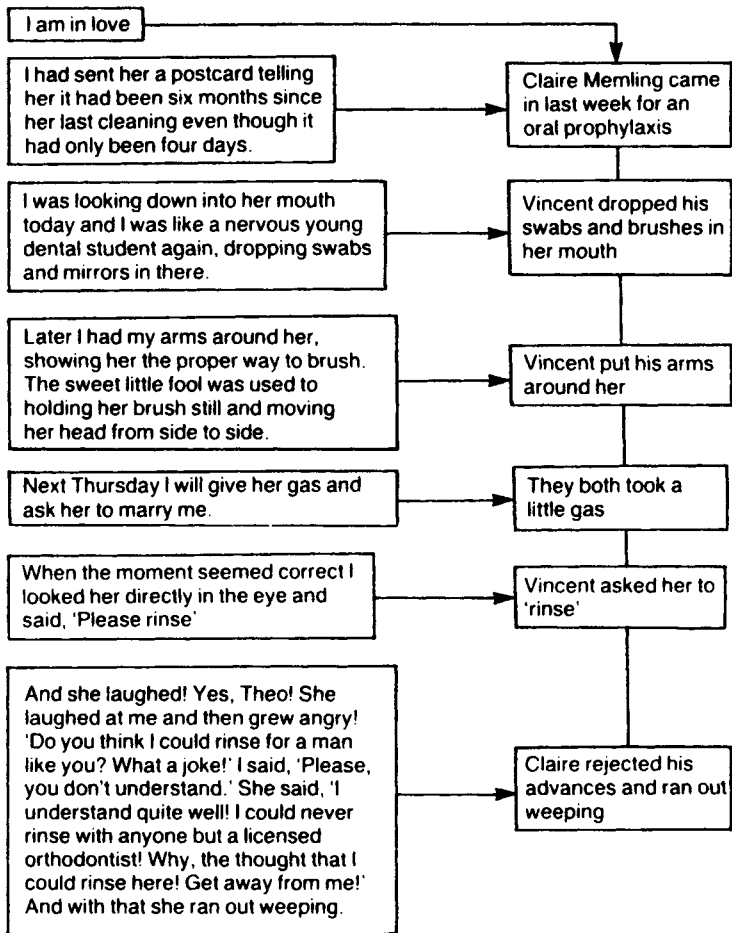 I am in love
I had sent her a postcard telling
her it had been six months since
her last cleaning even though it
had only been four days.
Claire Memling came
in last week for an
oral prophylaxis
I was looking down into her mouth
today and I was like a nervous young
dental student again, dropping swabs
and mirrors in there.
Vincent dropped his
swabs and brushes in
her mouth
Later I had my arms around her,
showing her the proper way to brush.
The sweet little fool was used to
holding her brush still and moving
her head from side to side.
Vincent put his arms
around her
Next Thursday I will give her gas and
ask her to marry me.
They both took a
little gas
When the moment seemed correct I
looked her directly in the eye and
said, 'Please rinse'
Vincent asked her to
'rinse'
And she laughed! Yes, Theo! She
laughed at me and then grew angry!
'Do you think I could rinse for a man
like you? What a joke!' I said, 'Please,
you don't understand.' She said, 'I
understand quite well! I could never
rinse with anyone but a licensed
orthodontist! Why, the thought that I
could rinse here! Get away from me!'
And with that she ran out weeping.
Claire rejected his
advances and ran out
weeping